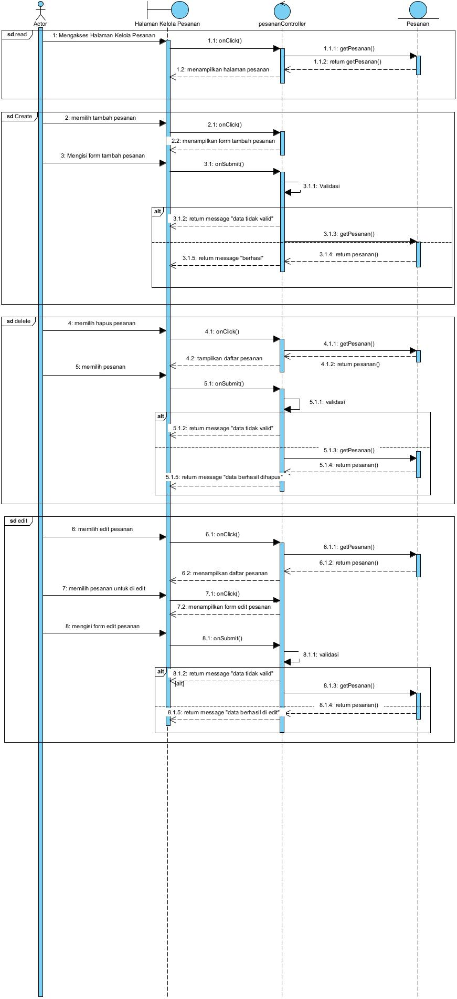 Actor
Halaman Kelola Pesanan
pesananController
Pesanan
sd read
1: Mengakses Halaman Kelola Pesanan
1.1: onClick()
1.1.1: getPesanan()
1.1.2: return getPesanan()
1.2: menampilkan halaman pesanan
sd Create
2: memilih tambah pesanan
2.1: onClick()
2.2: menampilkan form tambah pesanan
3: Mengisi form tambah pesanan
3.1: onSubmit()
3.1.1: Validasi
alt
3.1.2: return message "data tidak valid"
3.1.3: getPesanan()
3.1.4: return pesanan()
3.1.5: return message "berhasi"
sd delete
4: memilih hapus pesanan
4.1: onClick()
4.1.1: getPesanan()
4.2: tampilkan daftar pesanan
4.1.2: return pesanan()
5: memilih pesanan
5.1: onSubmit()
5.1.1: validasi
alt
5.1.2: return message "data tidak valid"
5.1.3: getPesanan()
5.1.4: return pesanan()
5.1.5: return message "data berhasil dihapus"
sd edit
6: memilih edit pesanan
6.1: onClick()
6.1.1: getPesanan()
6.1.2: return pesanan()
6.2: menampilkan daftar pesanan
7: memilih pesanan untuk di edit
7.1: onClick()
7.2: menampilkan form edit pesanan
8: mengisi form edit pesanan
8.1: onSubmit()
8.1.1: validasi
alt
8.1.2: return message "data tidak valid"
[alt]
8.1.3: getPesanan()
8.1.4: return pesanan()
8.1.5: return message "data berhasil di edit"